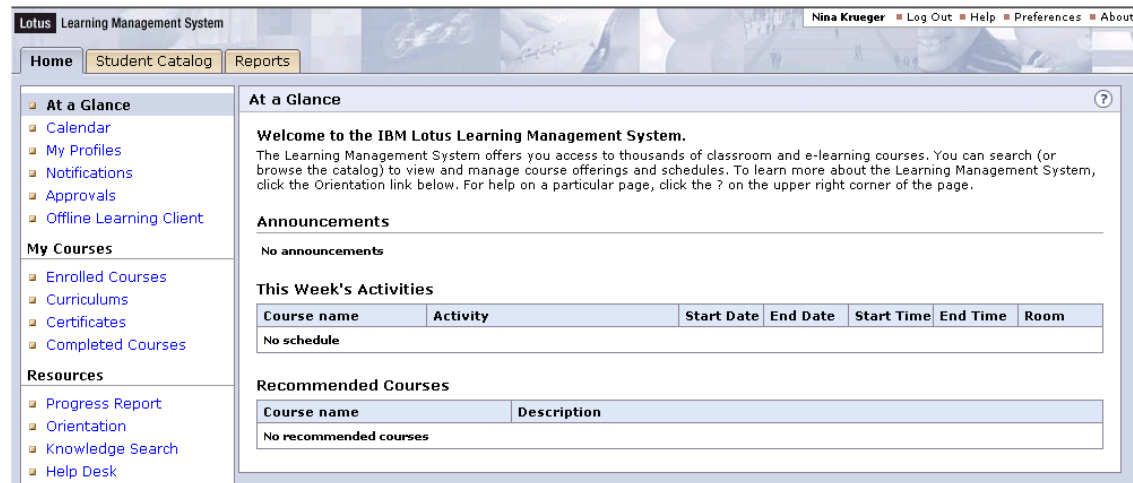 Lotus Learning Management System
Nina Krueger Log Out Help Preferences About
Home Student Catalog Reports
At a Glance
Calendar
My Profiles
Notifications
Approvals
Offline Learning Client
My Courses
Enrolled Courses
Curriculums
Certificates
Completed Courses
Resources
Progress Report
Orientation
Knowledge Search
Help Desk
At a Glance ?
Welcome to the IBM Lotus Learning Management System.
The Learning Management System offers you access to thousands of classroom and e-learning courses. You can search (or
browse the catalog) to view and manage course offerings and schedules. To learn more about the Learning Management System,
click the Orientation link below. For help on a particular page, click the ? on the upper right corner of the page.
Announcements
No announcements
This Week's Activities
Course name Activity Start Date End Date Start Time End Time Room
No schedule
Recommended Courses
Course name Description
No recommended courses